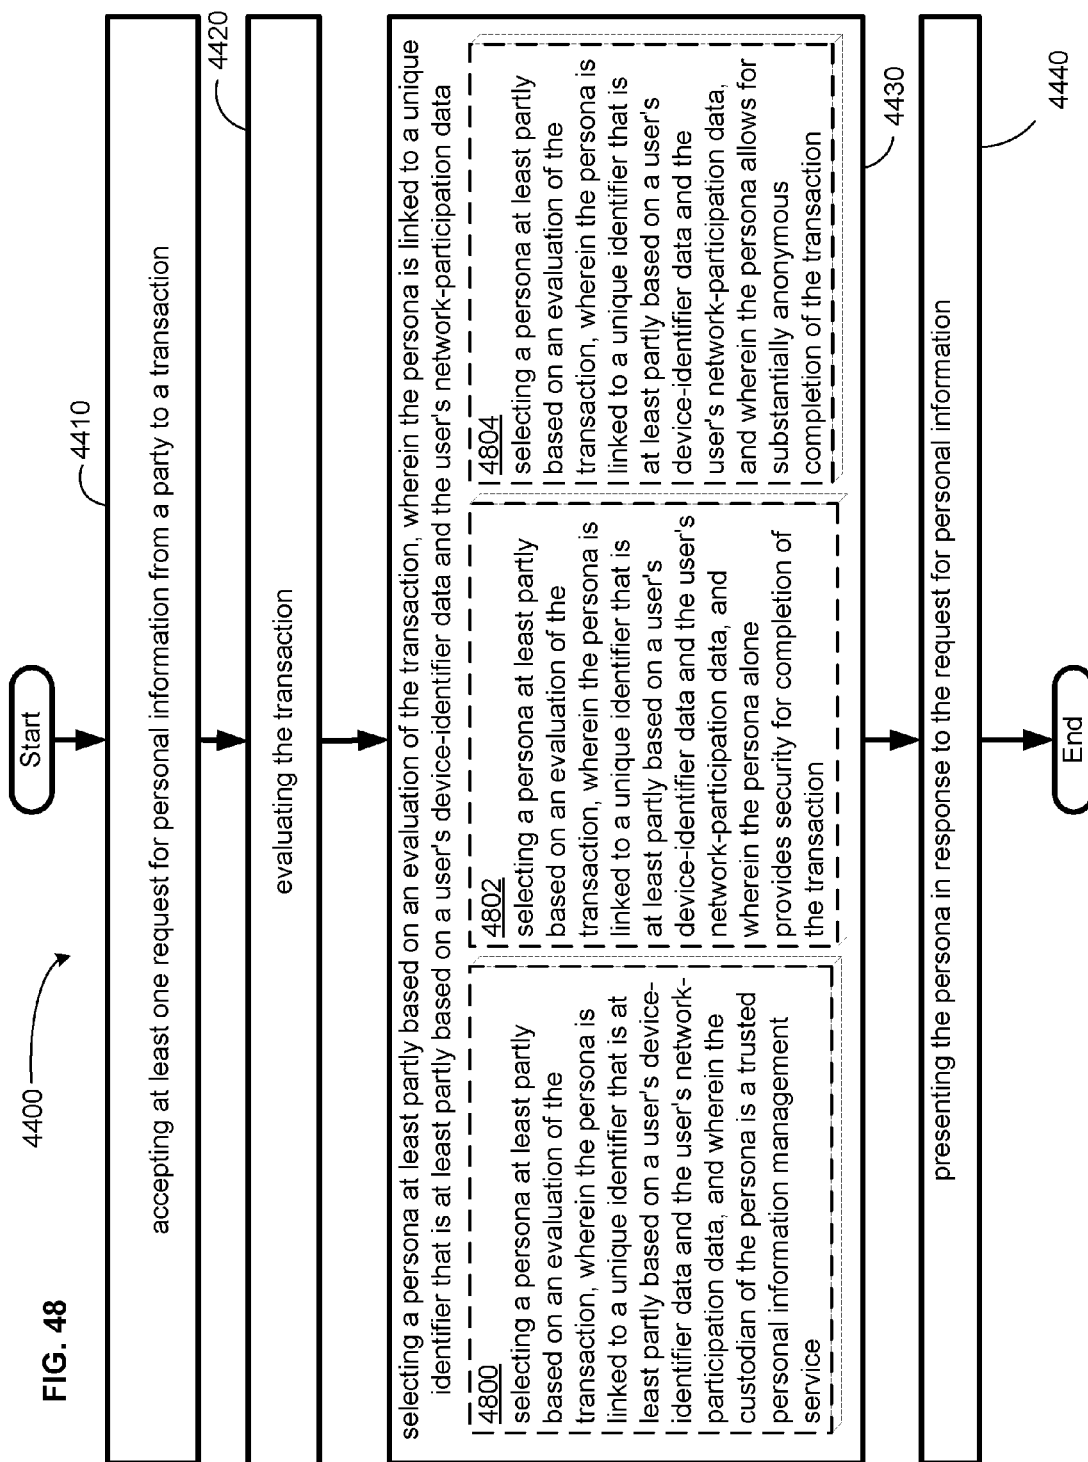 FIG. 48
4400
Start
4410
accepting at least one request for personal information from a party to a transaction
4420
evaluating the transaction
selecting a persona at least partly based on an evaluation of the transaction, wherein the persona is linked to a unique
identifier that is at least partly based on a user's device-identifier data and the user's network-participation data
4800
selecting a persona at least partly
based on an evaluation of the
transaction, wherein the persona is
linked to a unique identifier that is at
least partly based on a user's device-
identifier data and the user's network-
participation data, and wherein the
custodian of the persona is a trusted
personal information management
service
4802
selecting a persona at least partly
based on an evaluation of the
transaction, wherein the persona is
linked to a unique identifier that is
at least partly based on a user's
device-identifier data and the user's
network-participation data, and
wherein the persona alone
provides security for completion of
the transaction
4804
selecting a persona at least partly
based on an evaluation of the
transaction, wherein the persona is
linked to a unique identifier that is
at least partly based on a user's
device-identifier data and the
user's network-participation data,
and wherein the persona allows for
substantially anonymous
completion of the transaction
4430
presenting the persona in response to the request for personal information
4440
End